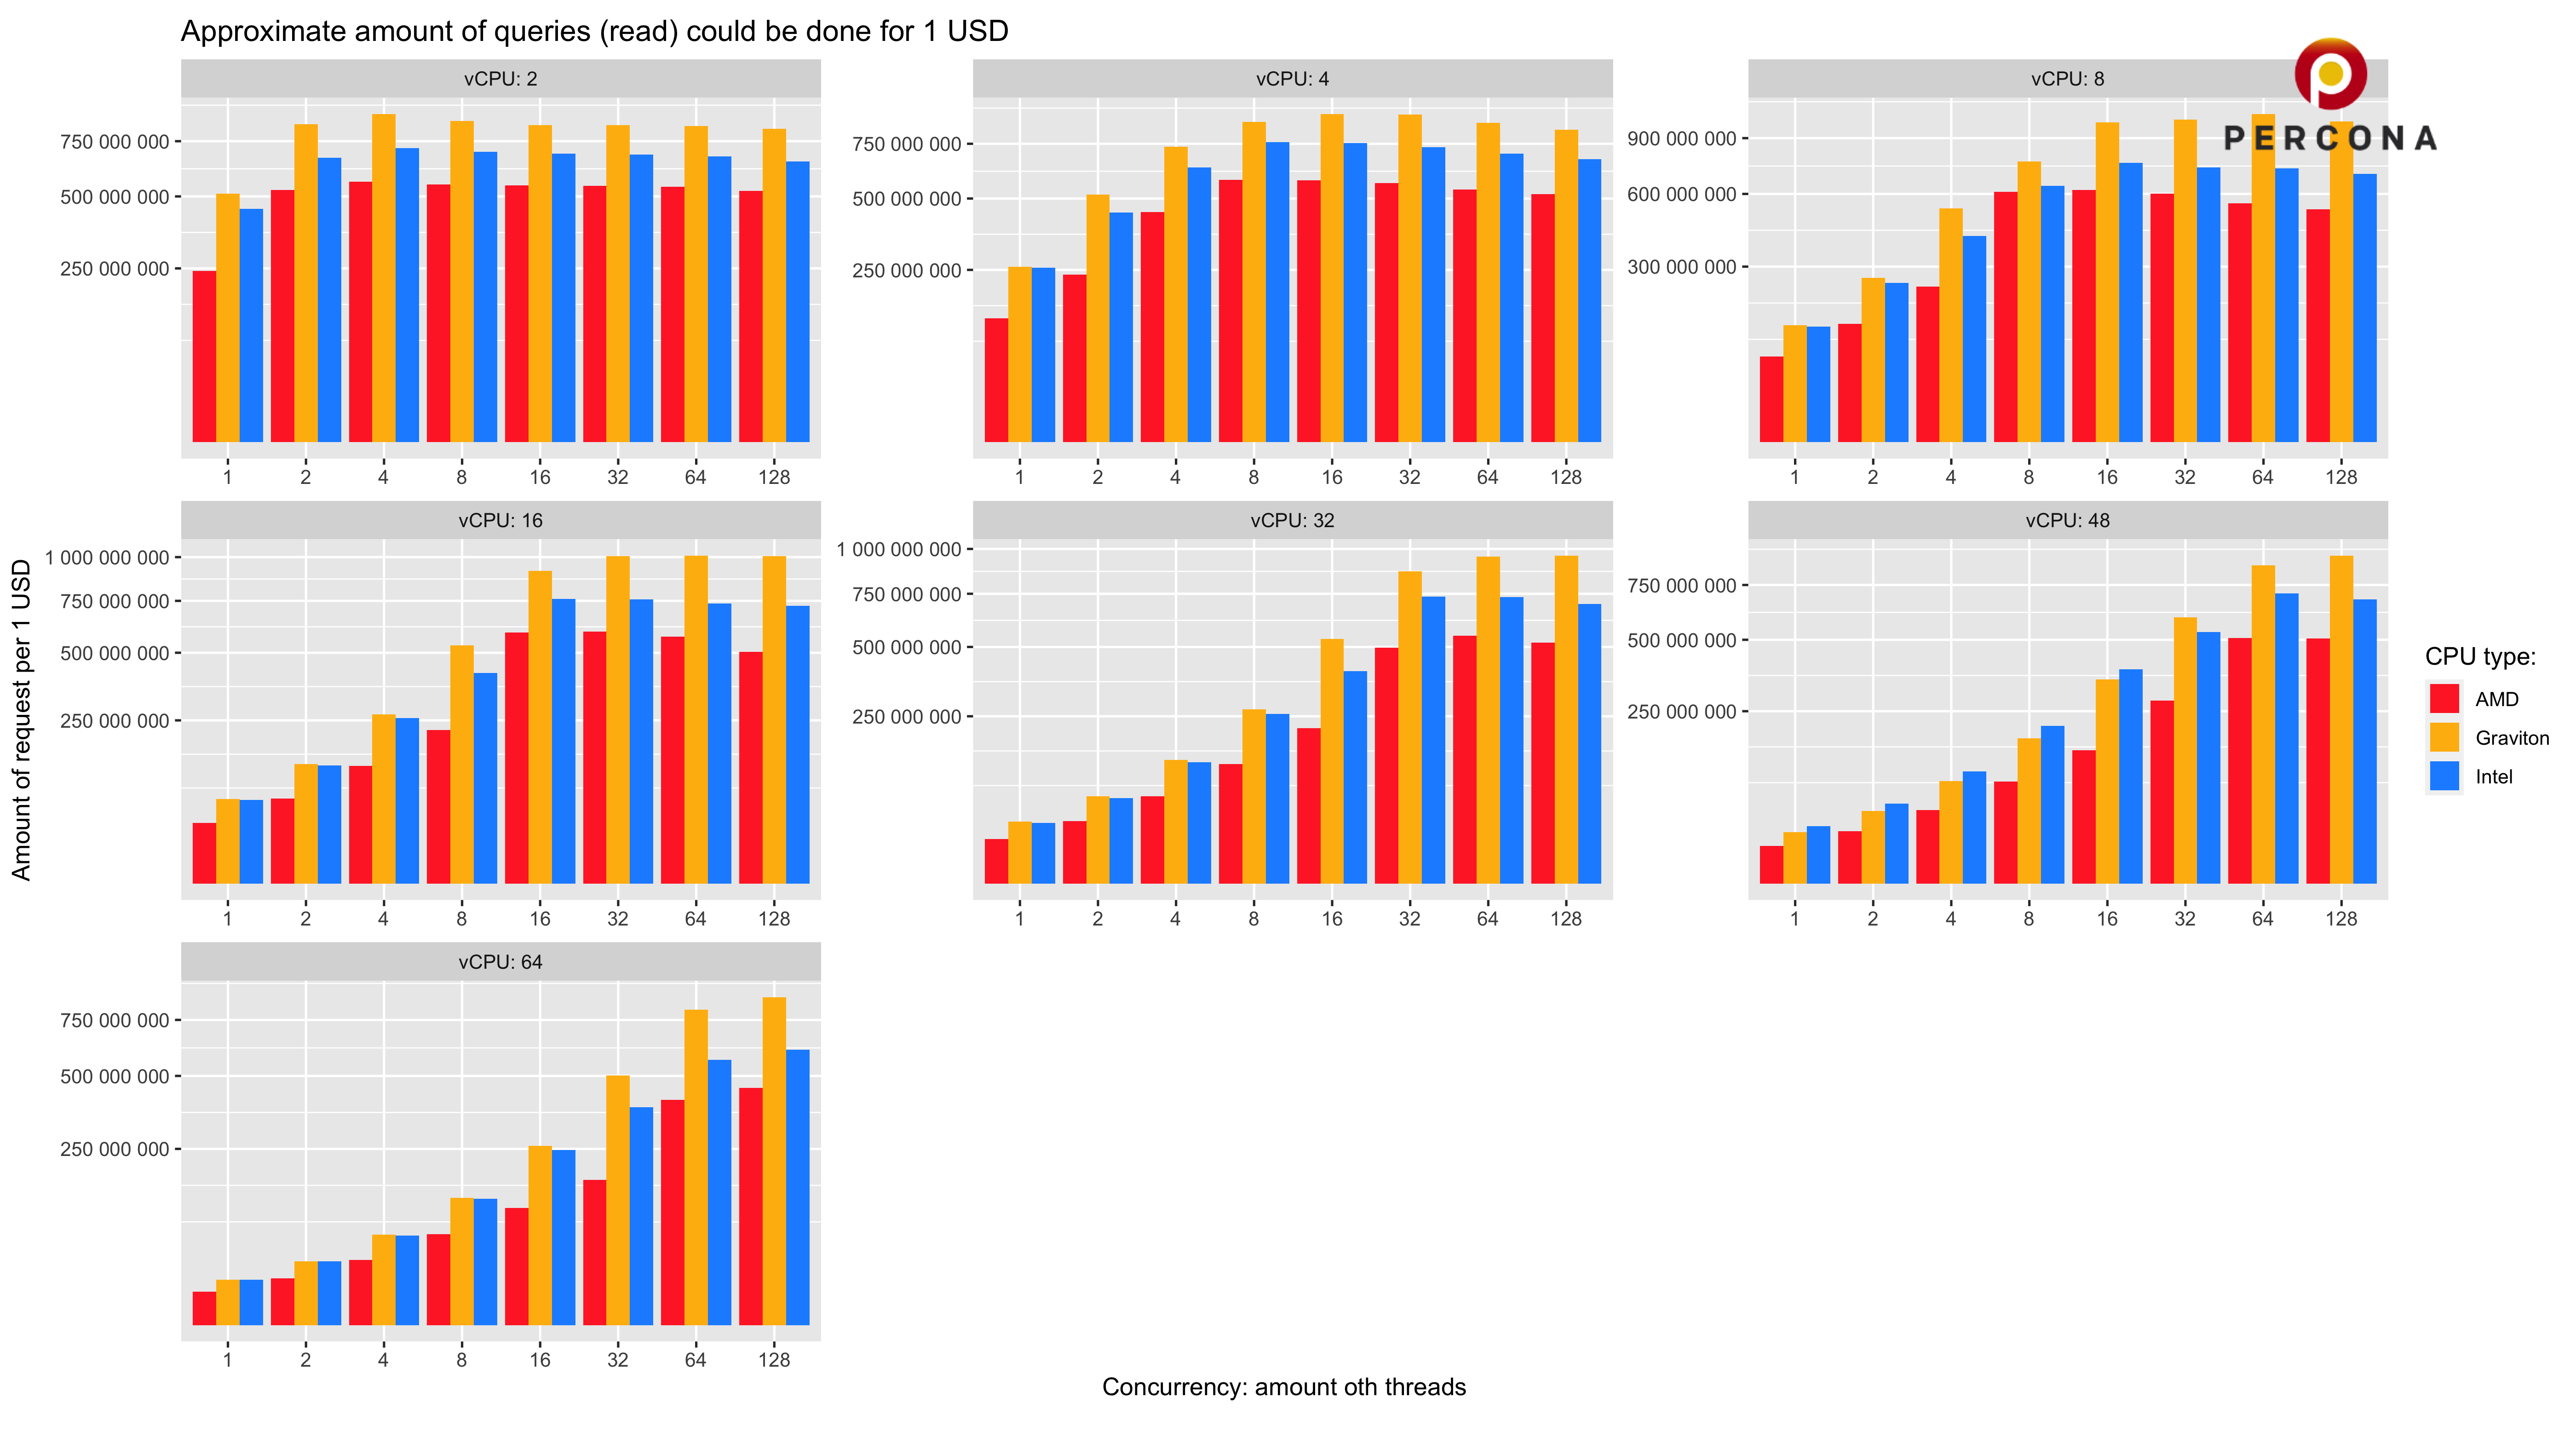 Approximate amount of queries (read) could be done for 1 USD
PERCONA
Amount of request per 1 USD
vCPU: 2
750 000 000
500 000 000
250 000 000
1 2 4 8 16 32 64 128
vCPU: 4
750 000 000
500 000 000
250 000 000
1 2 4 8 16 32 64 128
vCPU: 8
900 000 000
600 000 000
300 000 000
1 2 4 8 16 32 64 128
vCPU: 16
1 000 000 000
750 000 000
500 000 000
250 000 000
1 2 4 8 16 32 64 128
vCPU: 32
1 000 000 000
750 000 000
500 000 000
250 000 000
1 2 4 8 16 32 64 128
vCPU: 48
750 000 000
500 000 000
250 000 000
1 2 4 8 16 32 64 128
vCPU: 64
750 000 000
500 000 000
250 000 000
1 2 4 8 16 32 64 128
Concurrency: amount oth threads
CPU type:
AMD
Graviton
Intel